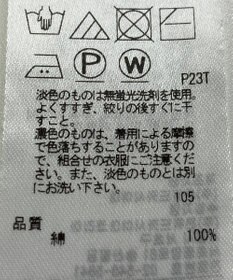 P W
P23T
淡色のものは無蛍光洗剤を使用。
よくすすぎ、絞りの後すぐに干
すこと。
濃色のものは、着用による摩擦
で色落ちすることがありますの
で、組合せの衣服にご注意くだ
さい。また、淡色のものとは別
にお洗い下さい。
105
品質
綿 100%